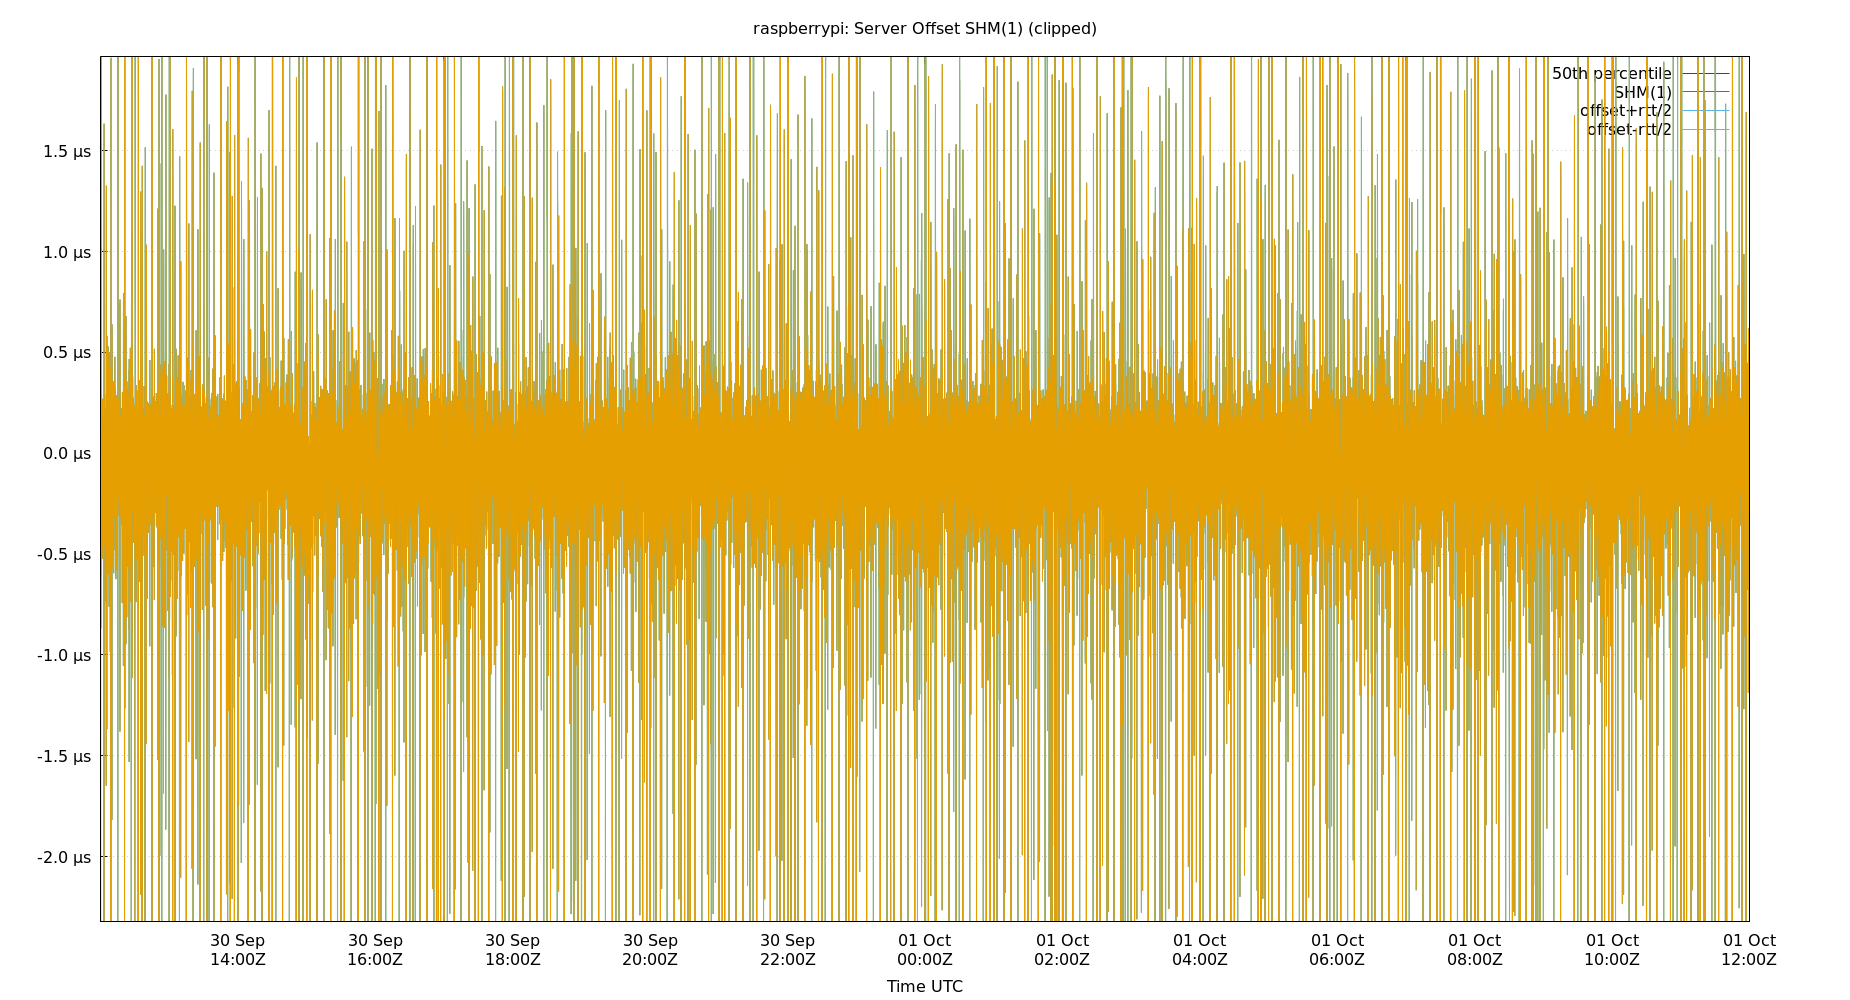 raspberrypi: Server Offset SHM(1) (clipped)
50th percentile
SHM(1)
offset+rtt/2
offset-rtt/2
1.5 µs
1.0 µs
0.5 µs
0.0 µs
-0.5 µs
-1.0 µs
-1.5 µs
-2.0 µs
30 Sep 30 Sep 30 Sep 30 Sep 30 Sep 01 Oct 01 Oct 01 Oct 01 Oct 01 Oct 01 Oct 01 Oct
14:00Z 16:00Z 18:00Z 20:00Z 22:00Z 00:00Z 02:00Z 04:00Z 06:00Z 08:00Z 10:00Z 12:00Z
Time UTC